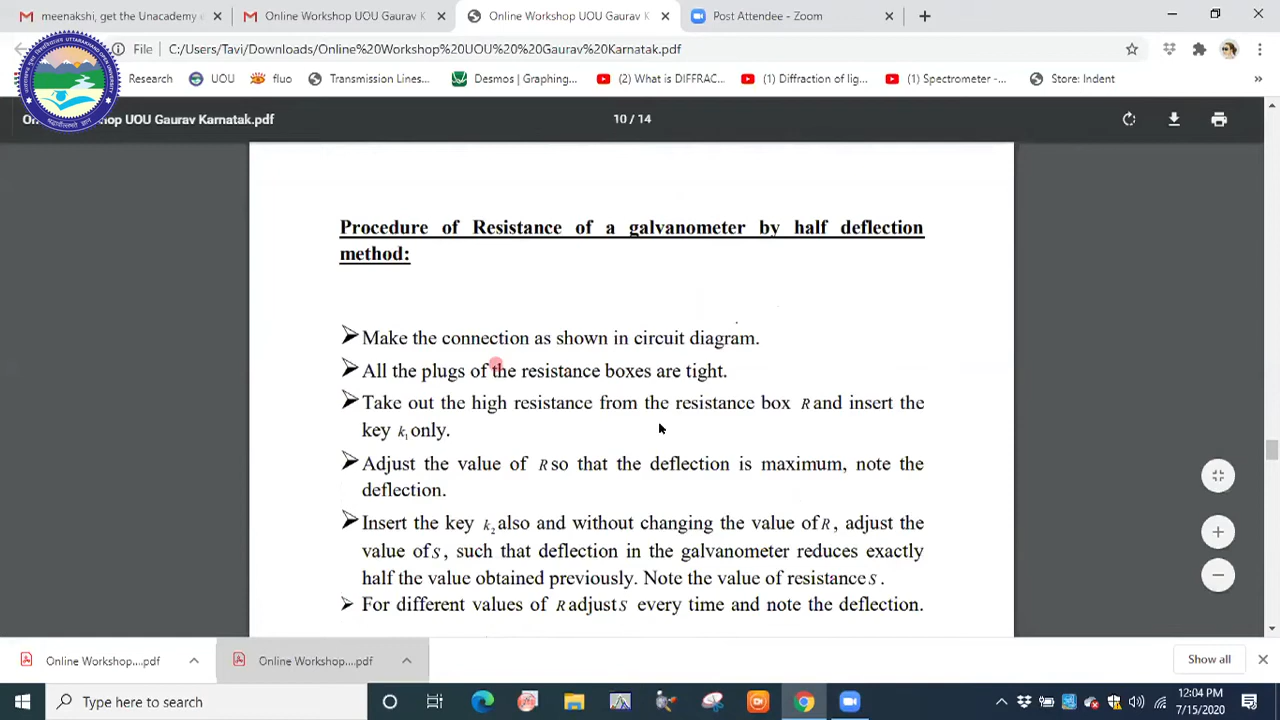 meenakshi, get the Unacademy
Online Workshop UOU Gaurav K
Online Workshop UOU Gaurav K
Post Attendee - Zoom
File
C:/Users/Tavi/Downloads/Online%20Workshop%20UOU%20%20Gaurav%20Karnatak.pdf
Research
UOU
fluo
Transmission Lines...
Desmos | Graphing...
(2) What is DIFFRAC...
(1) Diffraction of lig...
(1) Spectrometer -...
Store: Indent
»
hop UOU Gaurav Karnatak.pdf
10 / 14
Procedure of Resistance of a galvanometer by half deflection
method:
Make the connection as shown in circuit diagram.
All the plugs of the resistance boxes are tight.
Take out the high resistance from the resistance box R and insert the
key k₁ only.
Adjust the value of R so that the deflection is maximum, note the
deflection.
Insert the key k₂ also and without changing the value of R, adjust the
value of S, such that deflection in the galvanometer reduces exactly
half the value obtained previously. Note the value of resistance S.
For different values of R adjust S every time and note the deflection.
Online Workshop....pdf
Online Workshop....pdf
Show all
Type here to search
12:04 PM
7/15/2020